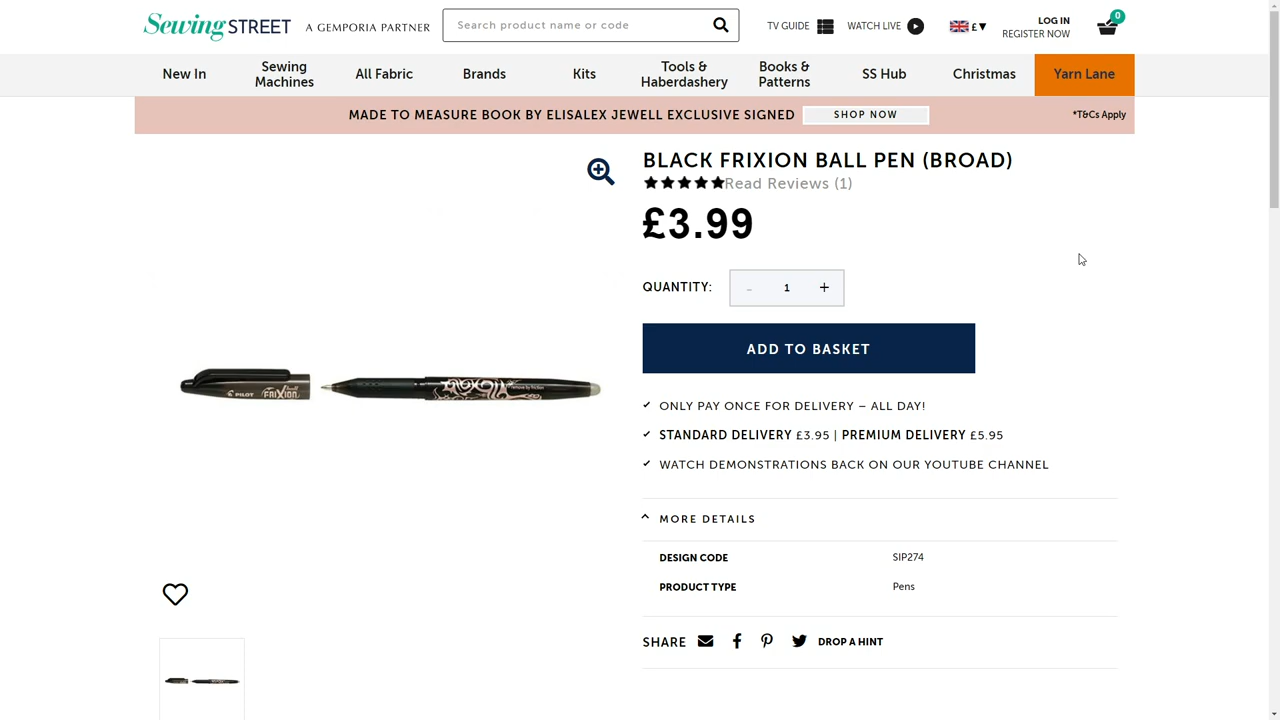 Sewing STREET A GEMPORIA PARTNER
Search product name or code
TV GUIDE
WATCH LIVE
£▼
LOG IN
REGISTER NOW
0
New In
Sewing
Machines
All Fabric
Brands
Kits
Tools &
Haberdashery
Books &
Patterns
SS Hub
Christmas
Yarn Lane
MADE TO MEASURE BOOK BY ELISALEX JEWELL EXCLUSIVE SIGNED
SHOP NOW
*T&Cs Apply
BLACK FRIXION BALL PEN (BROAD)
Read Reviews (1)
£3.99
QUANTITY:
- 1 +
ADD TO BASKET
ONLY PAY ONCE FOR DELIVERY – ALL DAY!
STANDARD DELIVERY £3.95 | PREMIUM DELIVERY £5.95
WATCH DEMONSTRATIONS BACK ON OUR YOUTUBE CHANNEL
PILOT FRIXION
MORE DETAILS
DESIGN CODE SIP274
PRODUCT TYPE Pens
SHARE
DROP A HINT